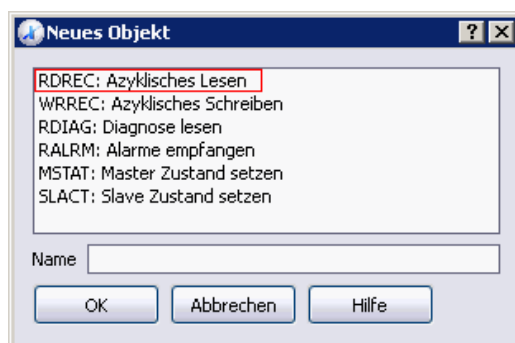 Neues Objekt
RDREC: Azyklisches Lesen
WRREC: Azyklisches Schreiben
RDIAG: Diagnose lesen
RALRM: Alarme empfangen
MSTAT: Master Zustand setzen
SLACT: Slave Zustand setzen
Name
OK Abbrechen Hilfe